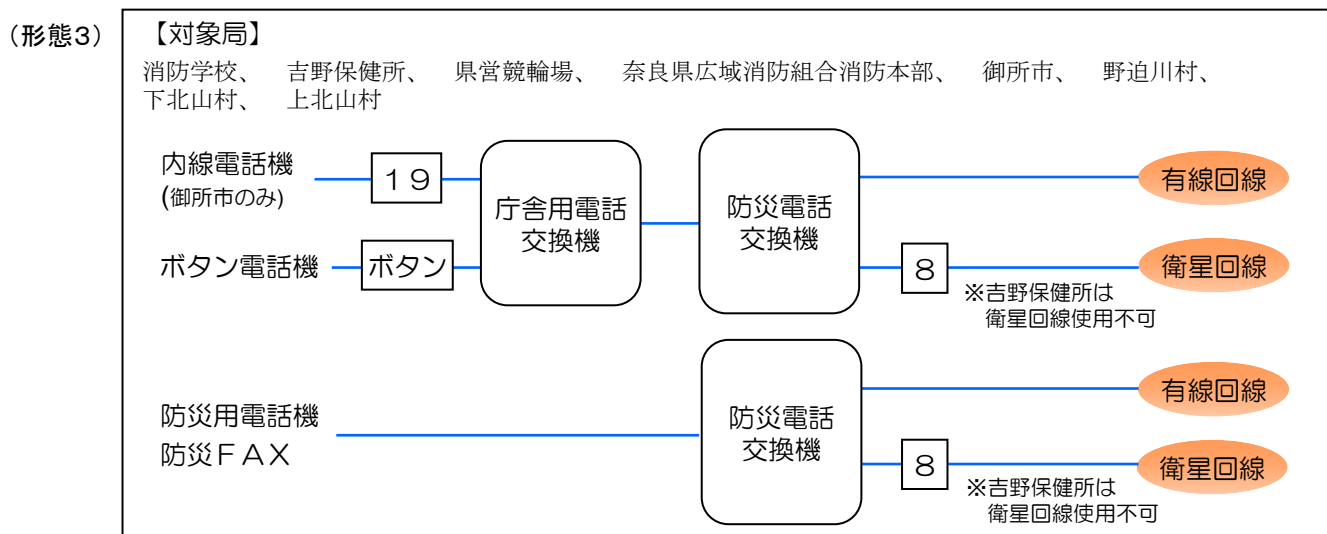 （形態3）
【対象局】
消防学校、　吉野保健所、　県営競輪場、　奈良県広域消防組合消防本部、　御所市、　野迫川村、
下北山村、　上北山村
内線電話機
(御所市のみ)
１９
ボタン電話機
ボタン
庁舎用電話
交換機
防災電話
交換機
有線回線
８
衛星回線
※吉野保健所は
衛星回線使用不可
防災用電話機
防災ＦＡＸ
防災電話
交換機
有線回線
８
衛星回線
※吉野保健所は
衛星回線使用不可